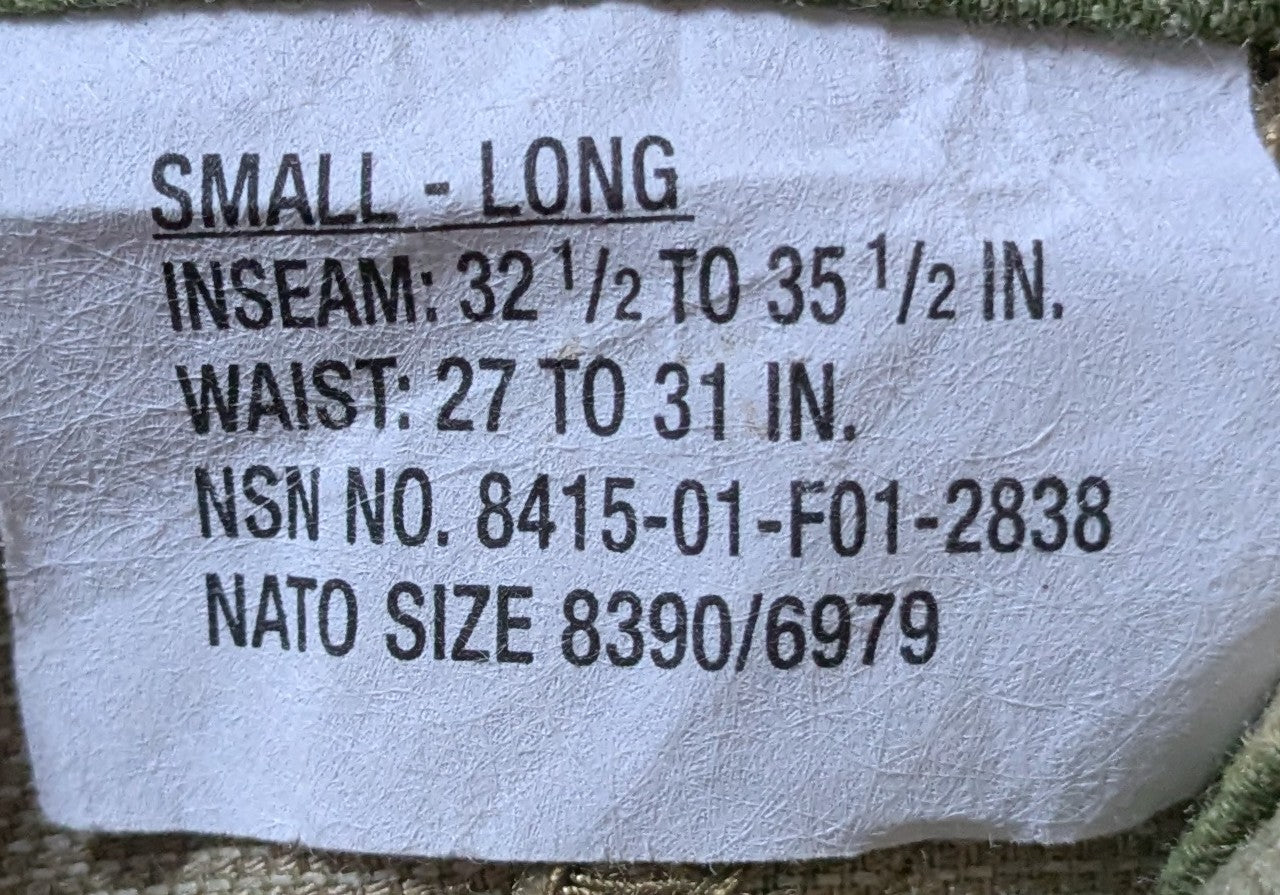 SMALL - LONG
INSEAM: 32 1/2 TO 35 1/2 IN.
WAIST: 27 TO 31 IN.
NSN NO. 8415-01-F01-2838
NATO SIZE 8390/6979